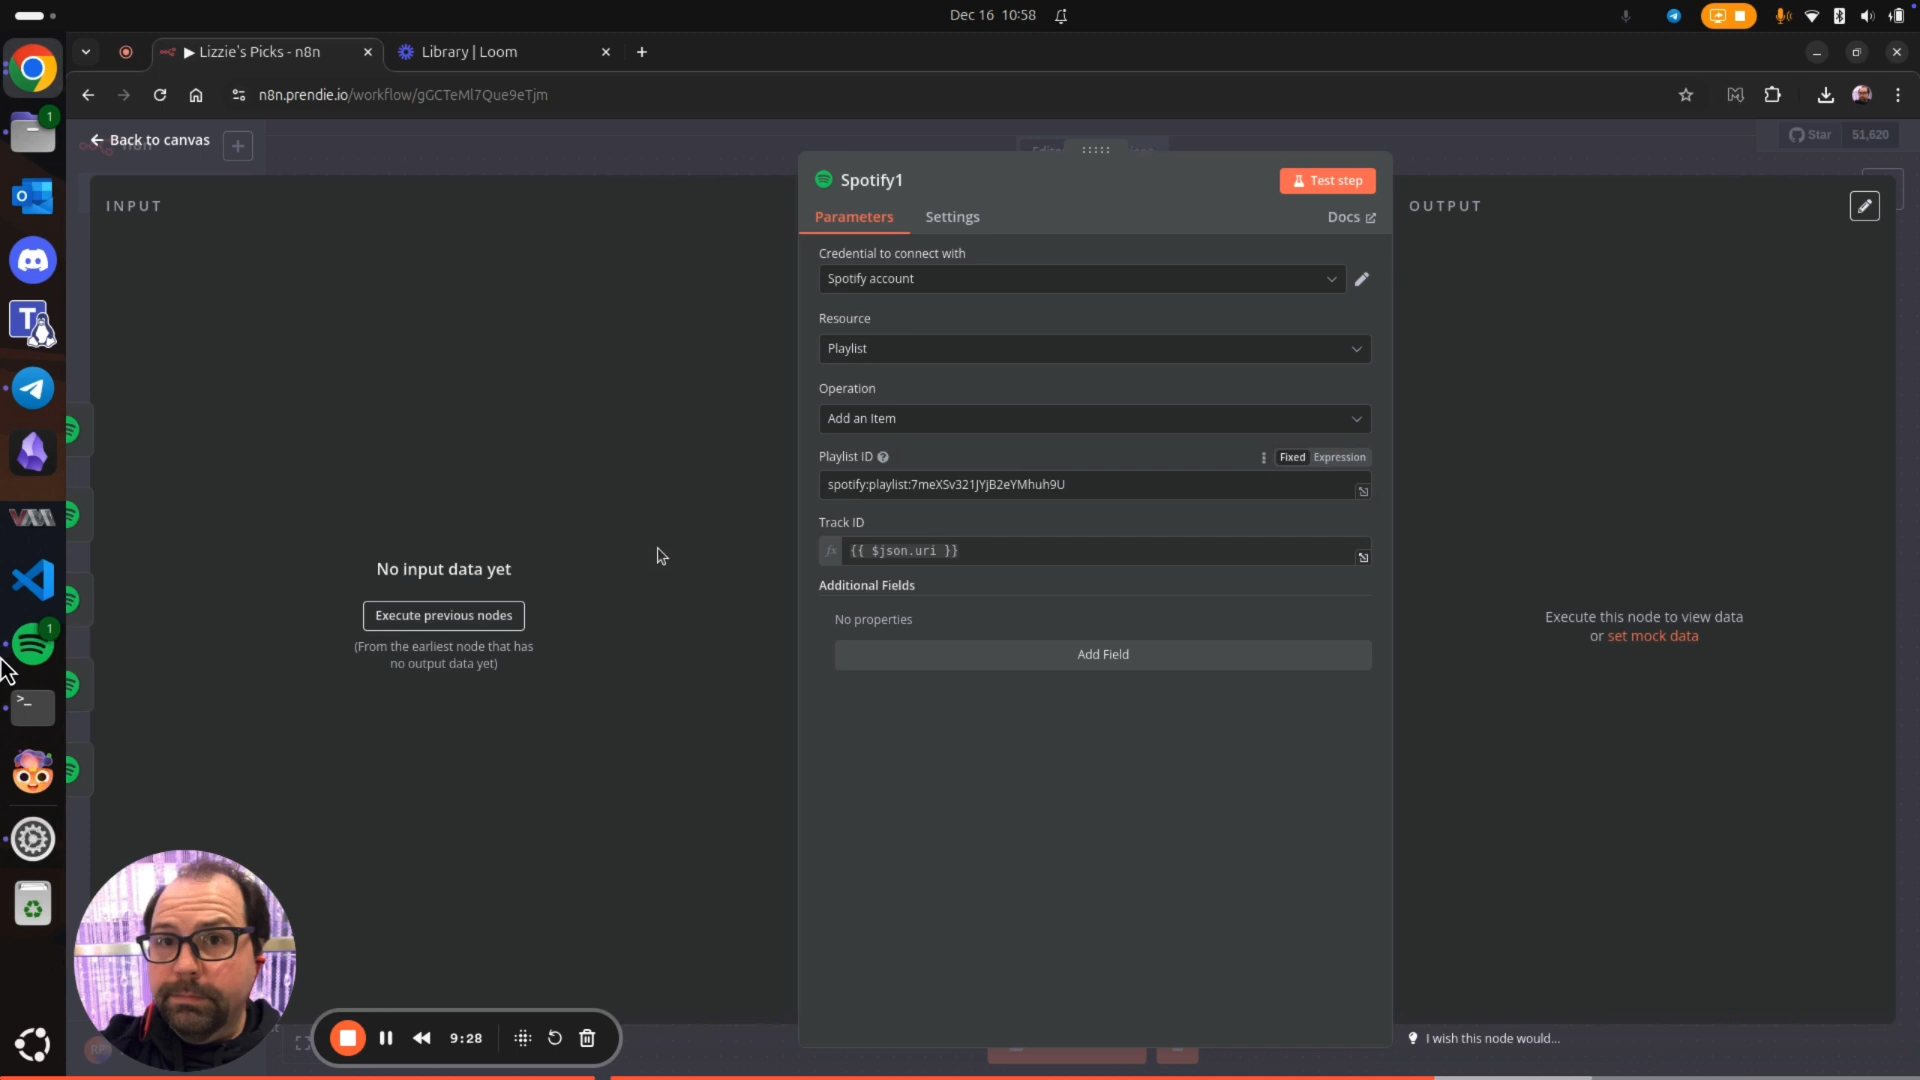 Dec 16 10:58
▶ Lizzie's Picks - n8n
Library | Loom
n8n.prendie.io/workflow/gGCTeMl7Que9eTjm
Back to canvas
Star 51,620
INPUT
Spotify1
Test step
OUTPUT
Parameters
Settings
Docs
Credential to connect with
Spotify account
Resource
Playlist
Operation
Add an Item
Playlist ID
Fixed Expression
spotify:playlist:7meXSv321JYjB2eYMhuh9U
Track ID
fx {{ $json.uri }}
Additional Fields
No properties
Add Field
No input data yet
Execute previous nodes
(From the earliest node that has
no output data yet)
Execute this node to view data
or set mock data
1
1
9:28
I wish this node would...